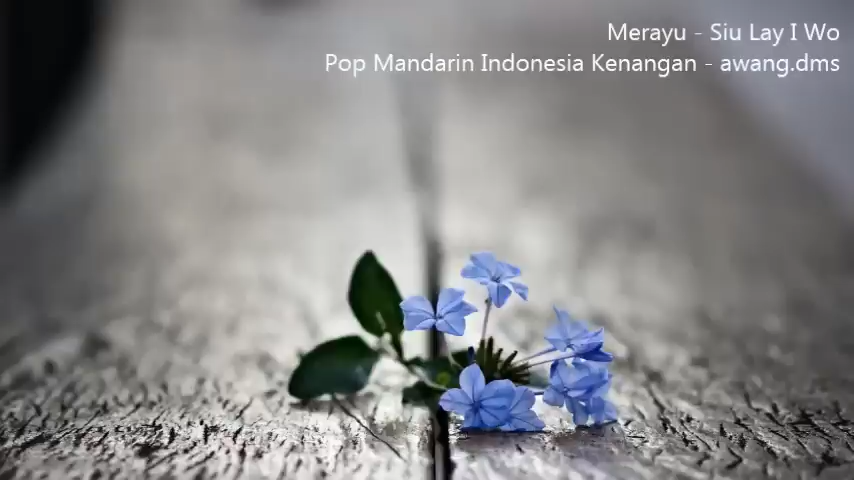 Merayu - Siu Lay I Wo
Pop Mandarin Indonesia Kenangan - awang.dms